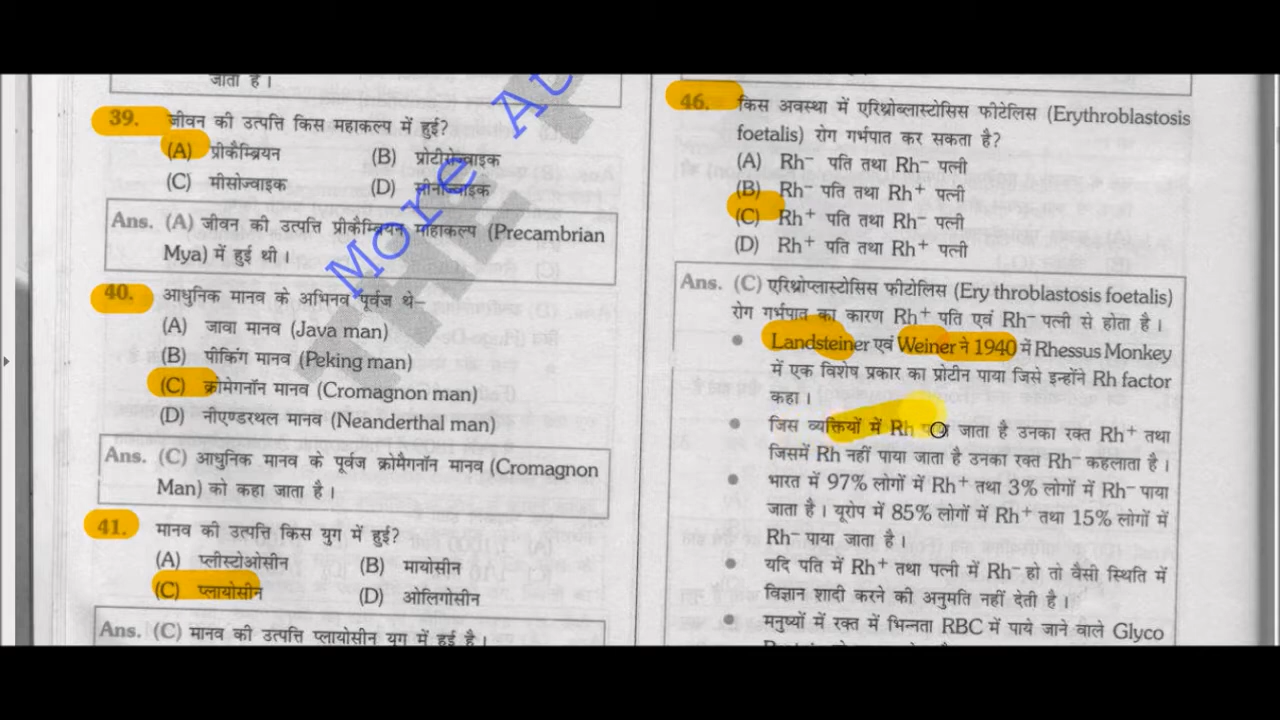 जाता है।
39. जीवन की उत्पत्ति किस महाकल्प में हुई?
(A) प्रीकैम्ब्रियन (B) प्रोटीरोज्वाइक
(C) मीसोज्वाइक (D) सीनोज्वाइक
Ans. (A) जीवन की उत्पत्ति प्रीकैम्ब्रियन माहाकल्प (Precambrian
Mya) में हुई थी।
40. आधुनिक मानव के अभिनव पूर्वज थे–
(A) जावा मानव (Java man)
(B) पीकिंग मानव (Peking man)
(C) क्रोमेगनॉन मानव (Cromagnon man)
(D) नीएण्डरथल मानव (Neanderthal man)
Ans. (C) आधुनिक मानव के पूर्वज क्रोमैगनॉन मानव (Cromagnon
Man) को कहा जाता है।
41. मानव की उत्पत्ति किस युग में हुई?
(A) प्लीस्टोओसीन (B) मायोसीन
(C) प्लायोसीन (D) ओलिगोसीन
Ans. (C) मानव की उत्पत्ति प्लायोसीन युग में हुई है।
46. किस अवस्था में एरिथ्रोब्लास्टोसिस फीटेलिस (Erythroblastosis
foetalis) रोग गर्भपात कर सकता है?
(A) Rh⁻ पति तथा Rh⁻ पत्नी
(B) Rh⁻ पति तथा Rh⁺ पत्नी
(C) Rh⁺ पति तथा Rh⁻ पत्नी
(D) Rh⁺ पति तथा Rh⁺ पत्नी
Ans. (C) एरिथ्रोप्लास्टोसिस फीटोलिस (Ery throblastosis foetalis)
रोग गर्भपात का कारण Rh⁺ पति एवं Rh⁻ पत्नी से होता है।
• Landsteiner एवं Weiner ने 1940 में Rhessus Monkey
में एक विशेष प्रकार का प्रोटीन पाया जिसे इन्होंने Rh factor
कहा।
• जिस व्यक्तियों में Rh जाता है उनका रक्त Rh⁺ तथा
जिसमें Rh नहीं पाया जाता है उनका रक्त Rh⁻ कहलाता है।
• भारत में 97% लोगों में Rh⁺ तथा 3% लोगों में Rh⁻ पाया
जाता है। यूरोप में 85% लोगों में Rh⁺ तथा 15% लोगों में
Rh⁻ पाया जाता है।
• यदि पति में Rh⁺ तथा पत्नी में Rh⁻ हो तो वैसी स्थिति में
विज्ञान शादी करने की अनुमति नहीं देती है।
• मनुष्यों में रक्त में भिन्नता RBC में पाये जाने वाले Glyco
More